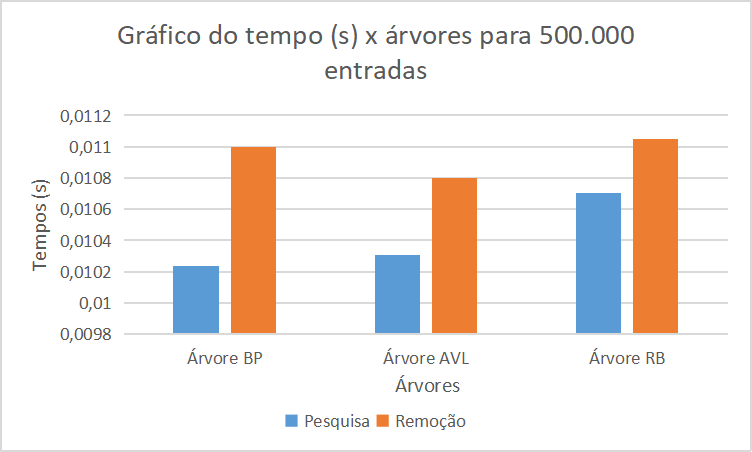 Gráfico do tempo (s) x árvores para 500.000
entradas
Tempos (s)
0,0112
0,011
0,0108
0,0106
0,0104
0,0102
0,01
0,0098
Árvore BP Árvore AVL Árvore RB
Árvores
Pesquisa Remoção